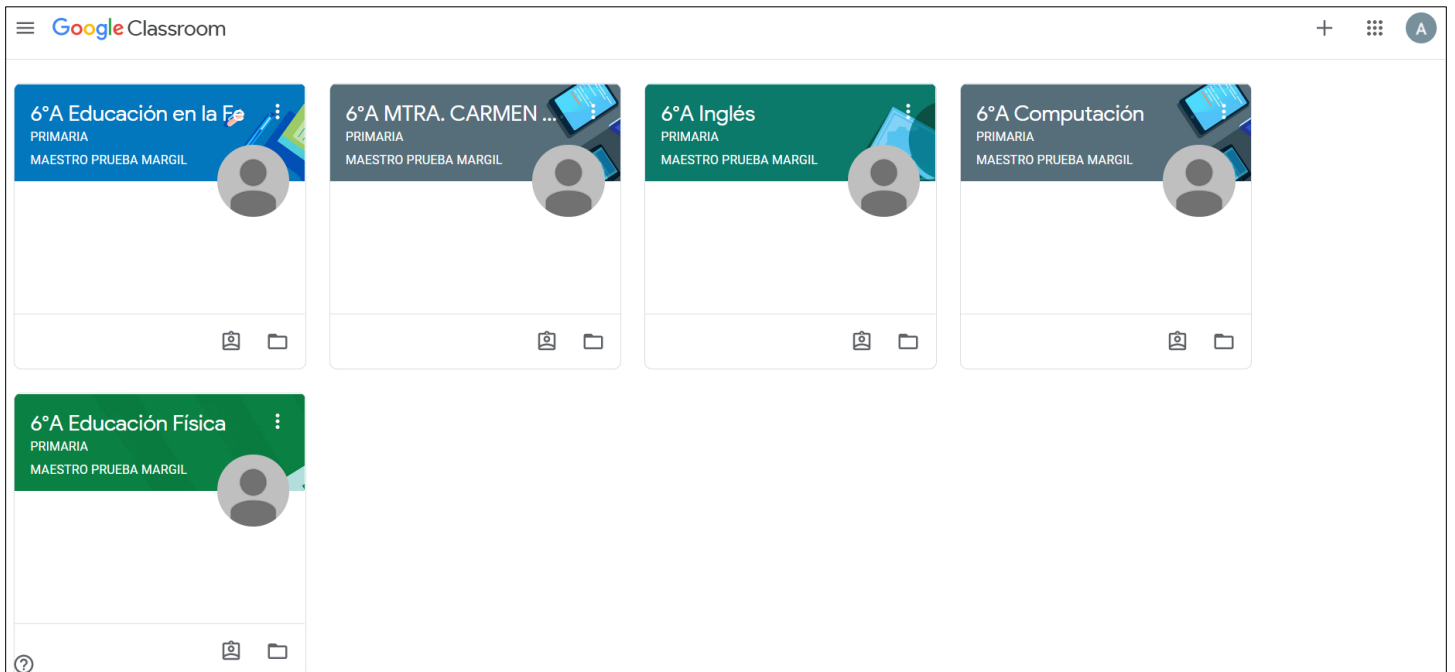 Google Classroom
A
6°A Educación en la Fe
PRIMARIA
MAESTRO PRUEBA MARGIL
6°A MTRA. CARMEN ...
PRIMARIA
MAESTRO PRUEBA MARGIL
6°A Inglés
PRIMARIA
MAESTRO PRUEBA MARGIL
6°A Computación
PRIMARIA
MAESTRO PRUEBA MARGIL
6°A Educación Física
PRIMARIA
MAESTRO PRUEBA MARGIL